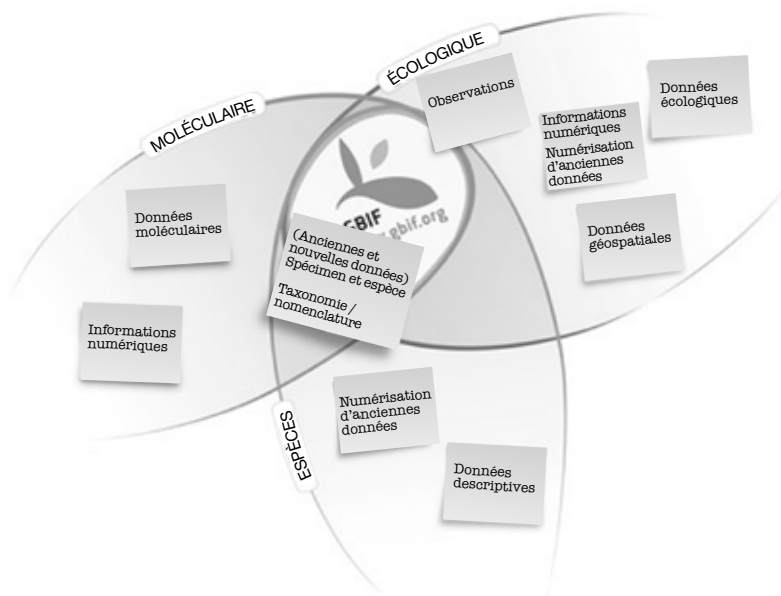 ÉCOLOGIQUE
MOLÉCULAIRE
Observations
Données
écologiques
Informations
numériques
Numérisation
d'anciennes
données
Données
moléculaires
GBIF
gbif.org
Données
géospatiales
(Anciennes et
nouvelles données)
Spécimen et espèce
Taxonomie /
nomenclature
Informations
numériques
Numérisation
d'anciennes
données
ESPÈCES
Données
descriptives